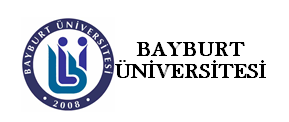 BAYBURT ÜNİVERSİTESİ
• 2008 •
BAYBURT
ÜNİVERSİTESİ